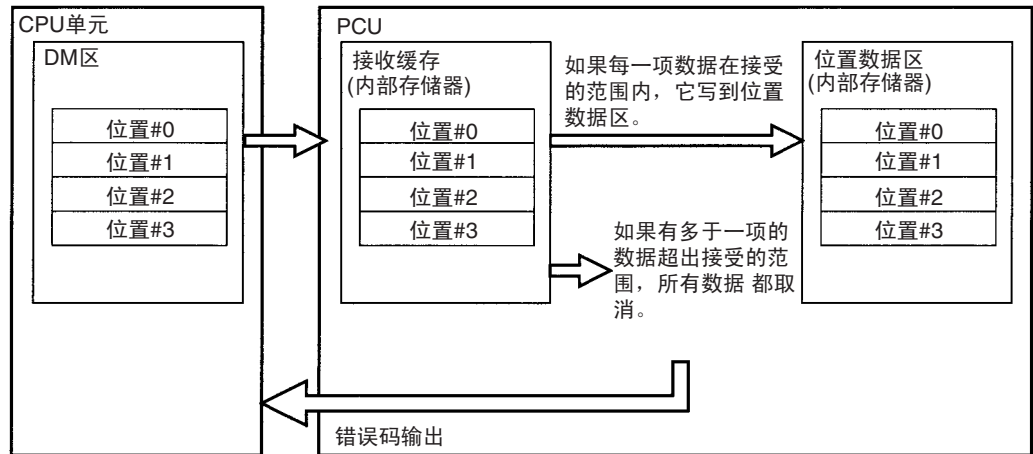 CPU单元
DM区
位置#0
位置#1
位置#2
位置#3
PCU
接收缓存
(内部存储器)
位置#0
位置#1
位置#2
位置#3
如果每一项数据在接受
的范围内，它写到位置
数据区。
如果有多于一项的
数据超出接受的范
围，所有数据 都取
消。
位置数据区
(内部存储器)
位置#0
位置#1
位置#2
位置#3
错误码输出